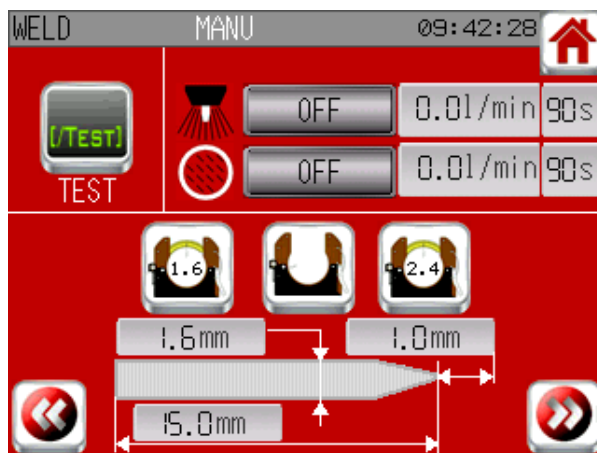 WELD MANU 09:42:28
[/TEST]
TEST
OFF 0.0l/min 90s
OFF 0.0l/min 90s
1.6 2.4
1.6mm 1.0mm
15.0mm